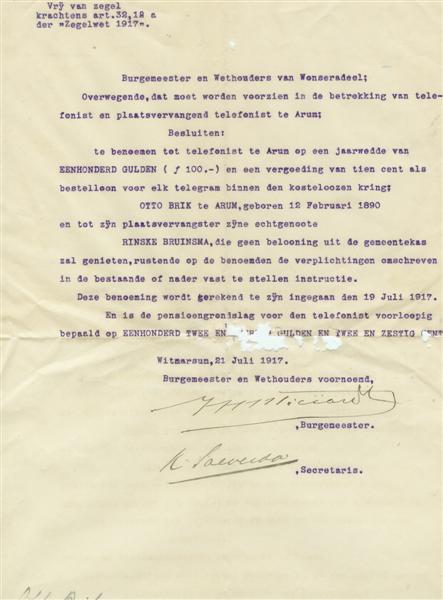 Vrÿ van zegel
krachtens art.32,12 a
der "Zegelwet 1917".
Burgemeester en Wethouders van Wonseradeel;
Overwegende,dat moet worden voorzien in de betrekking van tele-
fonist en plaatsvervangend telefonist te Arum;
Besluiten:
te benoemen tot telefonist te Arum op een jaarwedde van
EENHONDERD GULDEN ( ƒ 100.-) en een vergoeding van tien cent als
bestelloon voor elk telegram binnen den kosteloozen kring;
OTTO BRIK te ARUM,geboren 12 Februari 1890
en tot zÿn plaatsvervangster zÿne echtgenoote
RINSKE BRUINSMA,die geen belooning uit de gemeentekas
zal genieten,rustende op de benoemden de verplichtingen omschreven
in de bestaande of nader vast te stellen instructie.
Deze benoeming wordt gerekend te zÿn ingegaan den 19 Juli 1917.
En is de pensioengrondslag voor den telefonist voorloopig
bepaald op EENHONDERD TWEE EN GULDEN EN TWEE EN ZESTIG CENT
Witmarsum,21 Juli 1917.
Burgemeester en Wethouders voornoemd,
,Burgemeester.
,Secretaris.